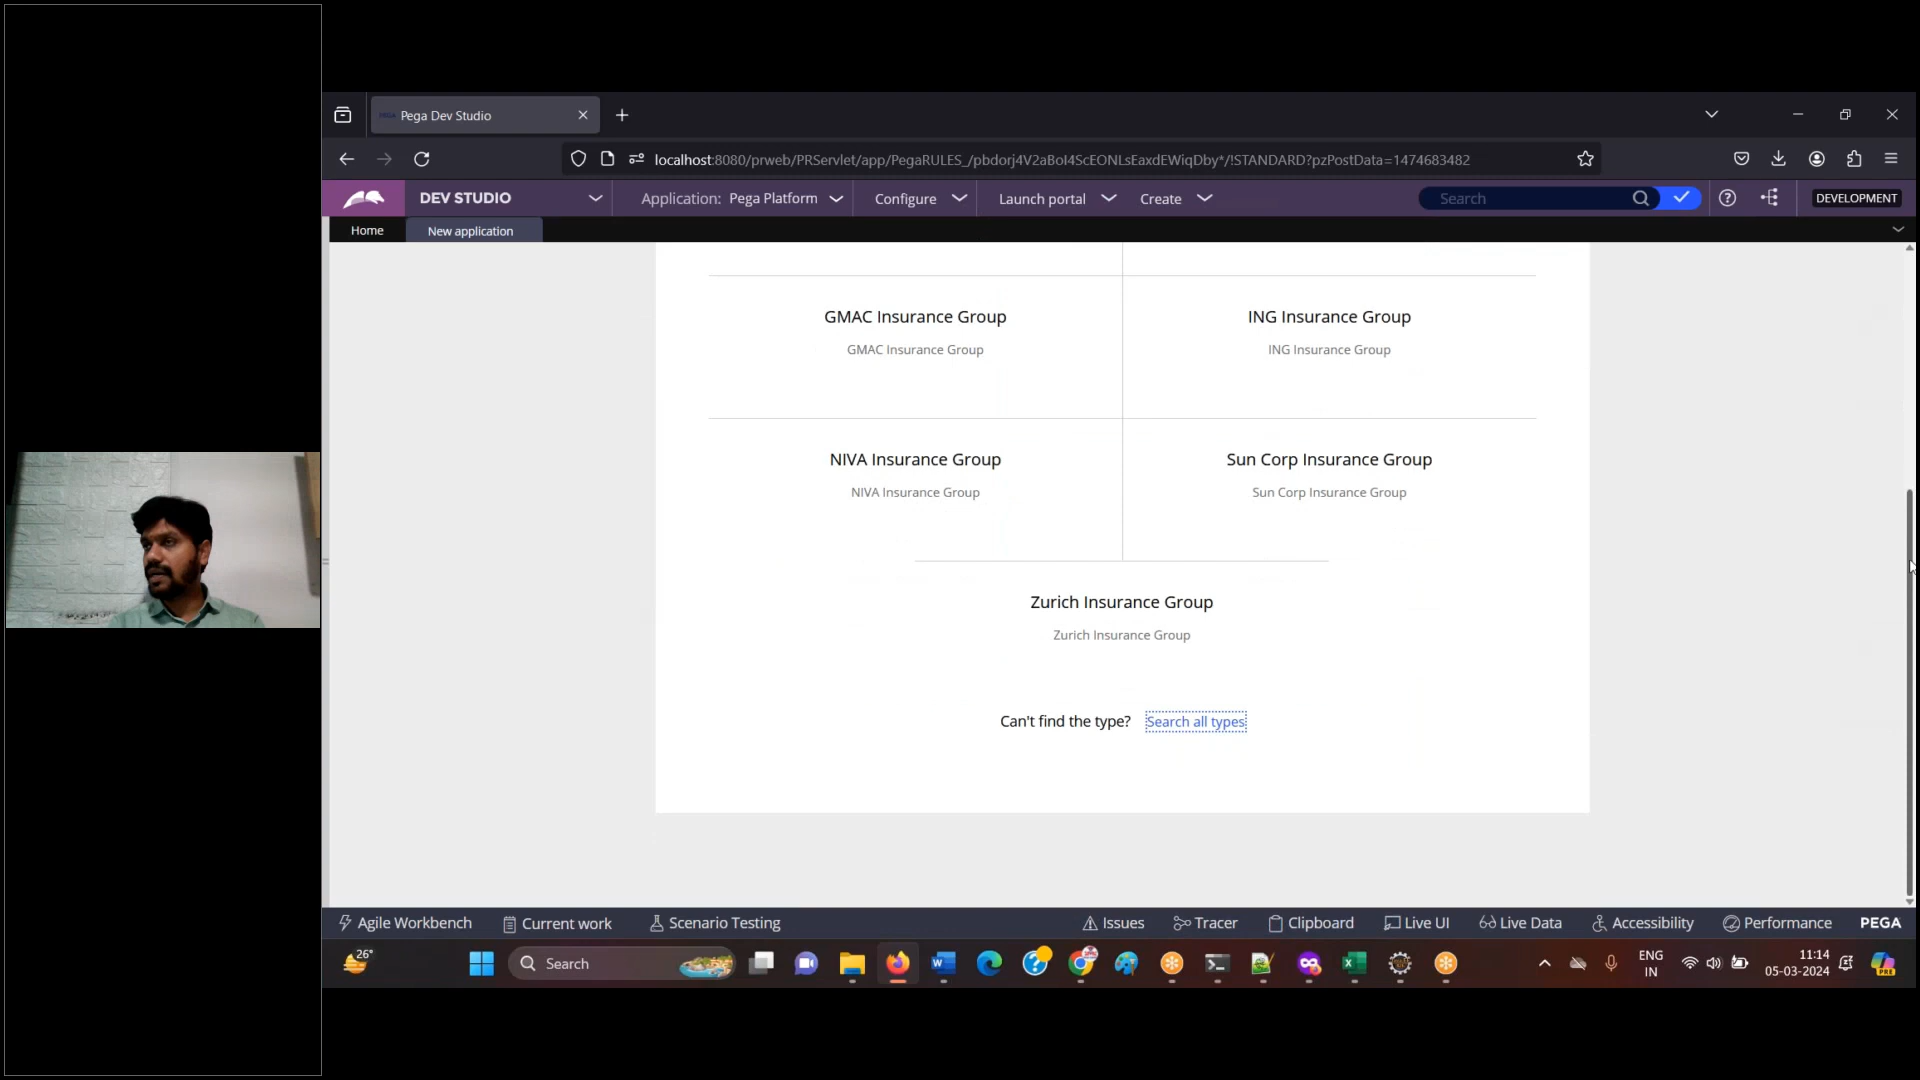 Pega Dev Studio
localhost:8080/prweb/PRServlet/app/PegaRULES_/pbdorj4V2aBoI4ScEONLsEaxdEWiqDby*/!STANDARD?pzPostData=1474683482
DEV STUDIO
Application: Pega Platform
Configure
Launch portal
Create
Search
DEVELOPMENT
Home
New application
GMAC Insurance Group
GMAC Insurance Group
ING Insurance Group
ING Insurance Group
NIVA Insurance Group
NIVA Insurance Group
Sun Corp Insurance Group
Sun Corp Insurance Group
Zurich Insurance Group
Zurich Insurance Group
Can't find the type? Search all types
Agile Workbench
Current work
Scenario Testing
Issues
Tracer
Clipboard
Live UI
Live Data
Accessibility
Performance
PEGA
26°
Search
ENG
IN
11:14
05-03-2024